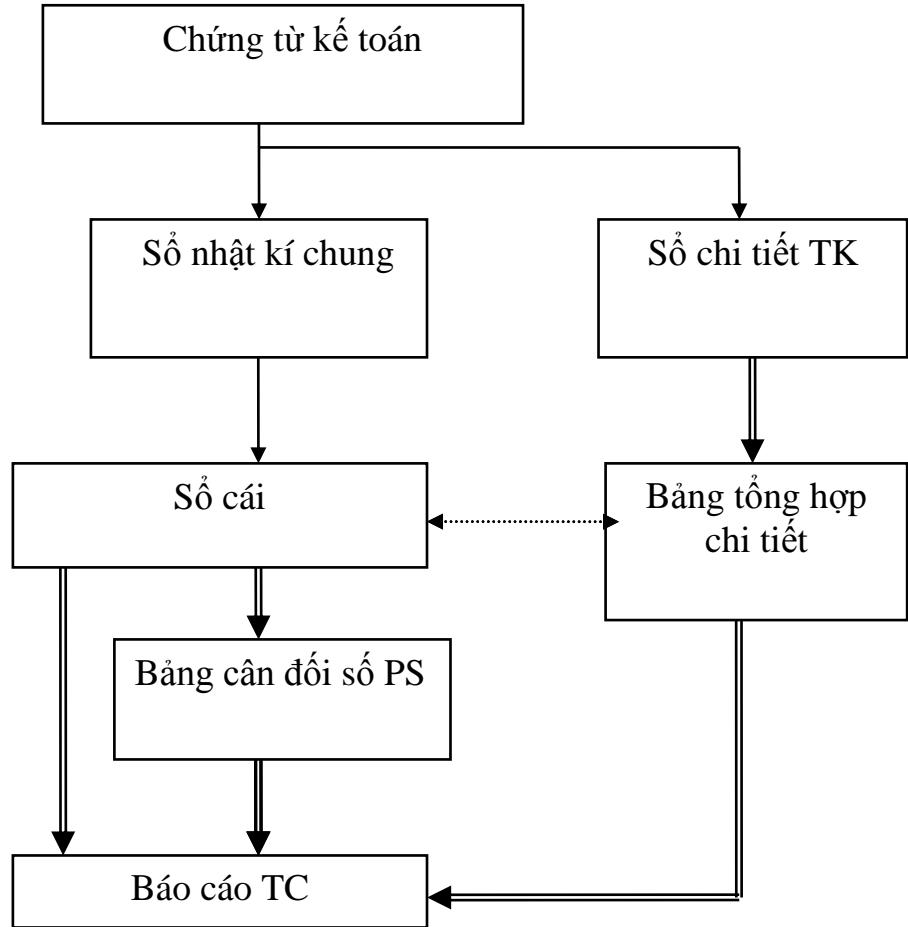 Chứng từ kế toán
Sổ nhật kí chung
Sổ chi tiết TK
Sổ cái
Bảng tổng hợp
chi tiết
Bảng cân đối số PS
Báo cáo TC